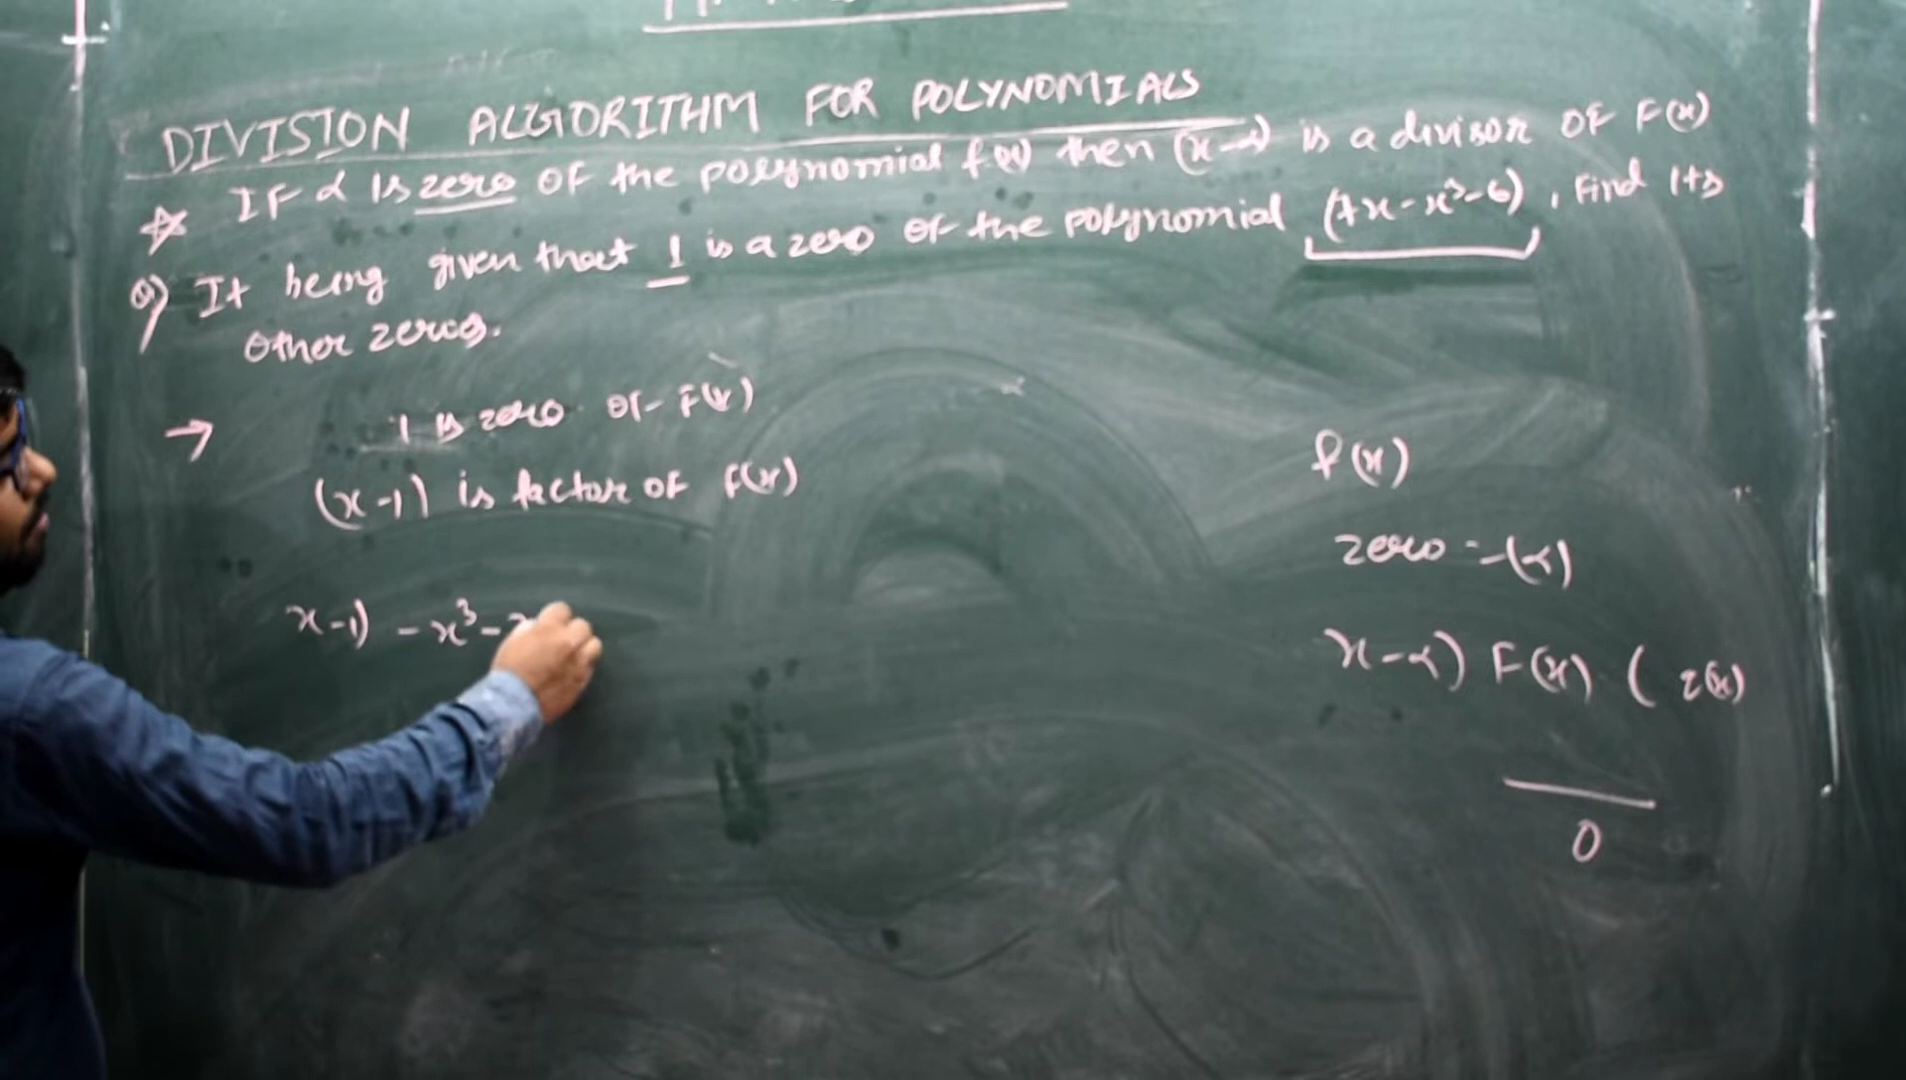 DIVISION ALGORITHM FOR POLYNOMIALS
☆ IF α is zero OF the polynomial f(x) then (x-α) is a divisor OF F(x)
Q) It being given that 1 is a zero of the polynomial (7x-x³-6), Find its
other zeros.
→ 1 is zero of F(x)
(x-1) is factor of F(x)
x-1) -x³-
f(x)
zero = (α)
x-α) F(x) (
0